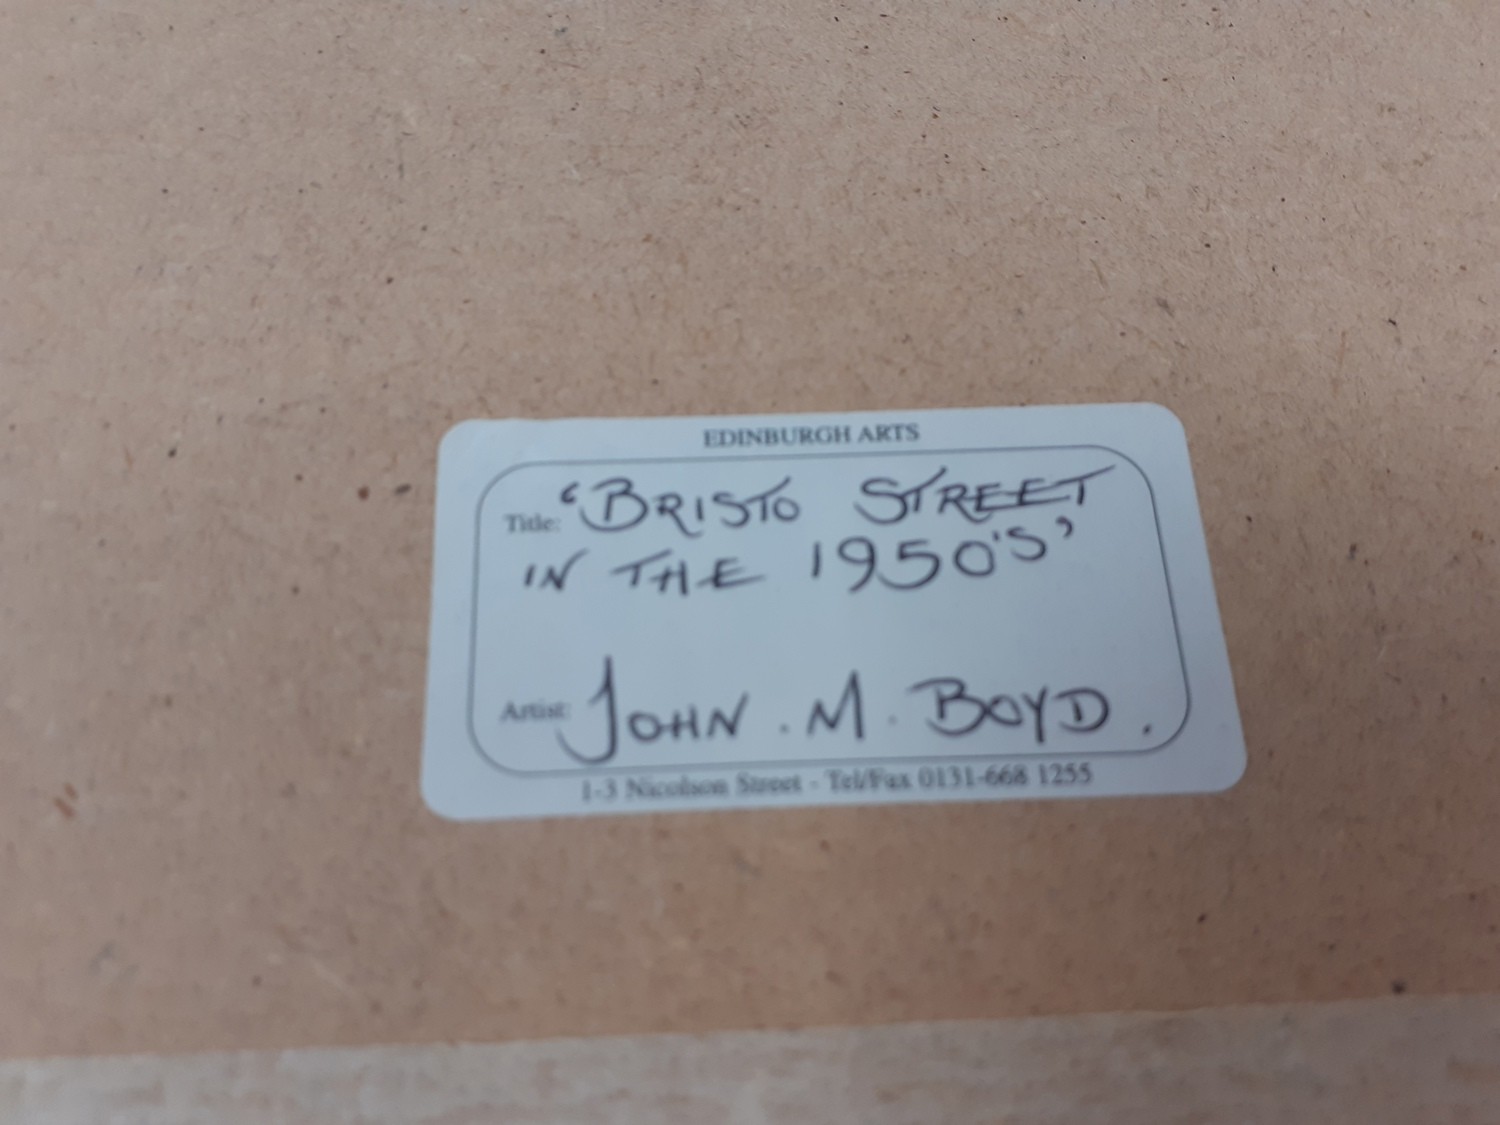 EDINBURGH ARTS
Title: 'BRISTO STREET
IN THE 1950'S'
Artist: JOHN . M . BOYD .
1-3 Nicolson Street - Tel/Fax 0131-668 1255